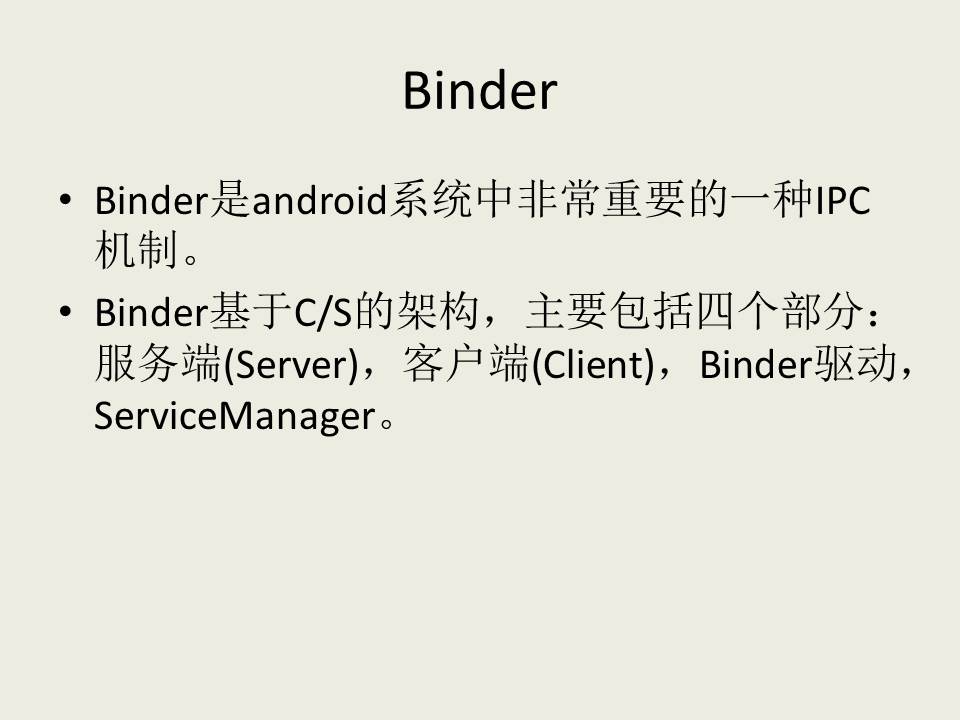 Binder
• Binder是android系统中非常重要的一种IPC
机制。
• Binder基于C/S的架构，主要包括四个部分：
服务端(Server)，客户端(Client)，Binder驱动，
ServiceManager。